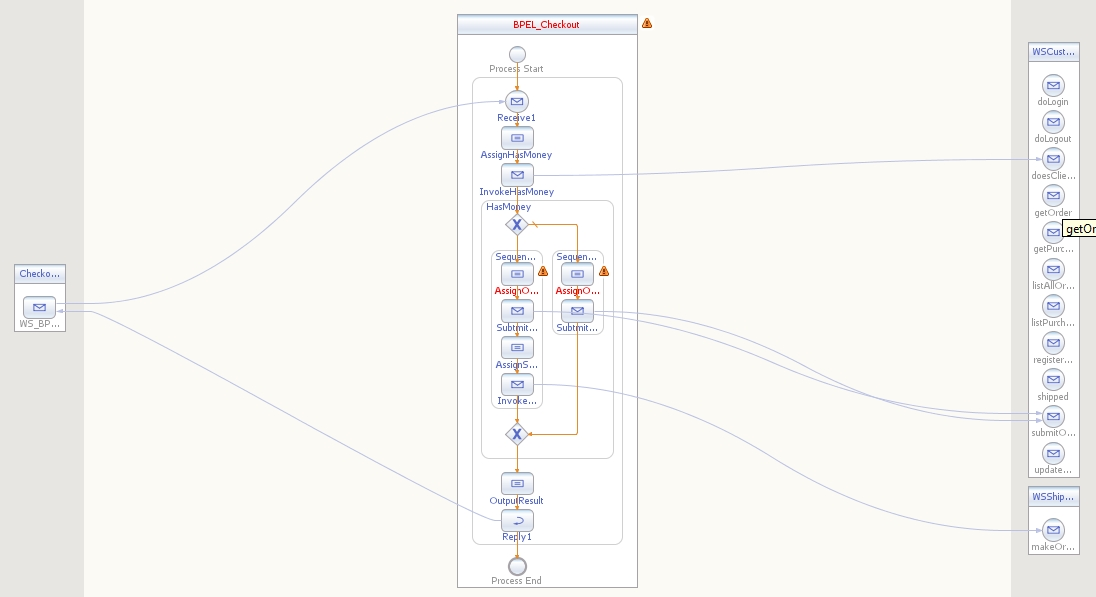 BPEL_Checkout
Process Start
Receive1
AssignHasMoney
InvokeHasMoney
HasMoney
Sequen...
Sequen...
AssignO...
AssignO...
Submit...
Submit...
AssignS...
Invoke...
OutputResult
Reply1
Process End
Checko...
WS_BP...
WSCust...
doLogin
doLogout
doesClie...
getOrder
getOr
getPurc...
listAllOr...
listPurch...
register...
shipped
submitO...
update...
WSShip...
makeOr...